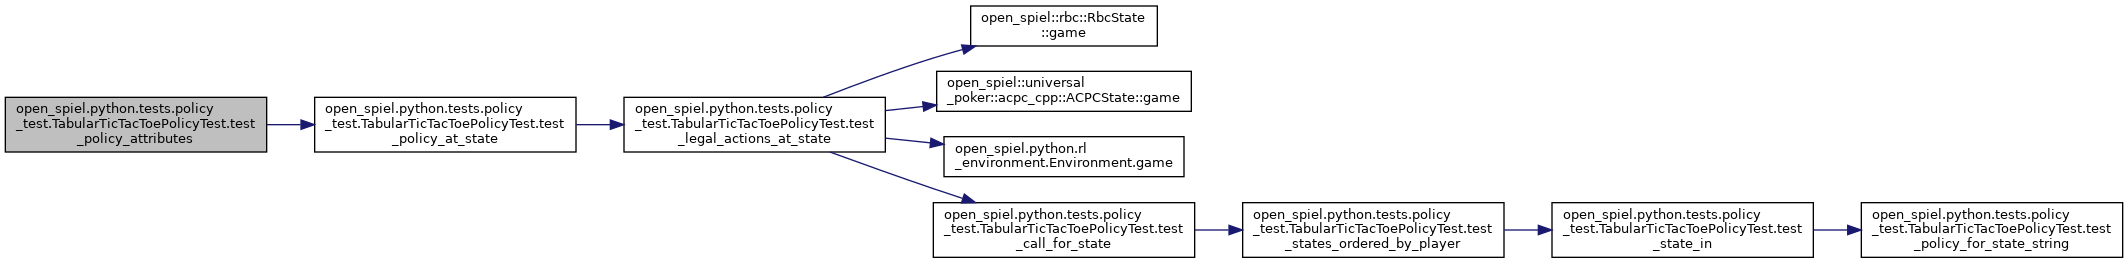 open_spiel.python.tests.policy
_test.TabularTicTacToePolicyTest.test
_policy_attributes
open_spiel.python.tests.policy
_test.TabularTicTacToePolicyTest.test
_policy_at_state
open_spiel.python.tests.policy
_test.TabularTicTacToePolicyTest.test
_legal_actions_at_state
open_spiel::rbc::RbcState
::game
open_spiel::universal
_poker::acpc_cpp::ACPCState::game
open_spiel.python.rl
_environment.Environment.game
open_spiel.python.tests.policy
_test.TabularTicTacToePolicyTest.test
_call_for_state
open_spiel.python.tests.policy
_test.TabularTicTacToePolicyTest.test
_states_ordered_by_player
open_spiel.python.tests.policy
_test.TabularTicTacToePolicyTest.test
_state_in
open_spiel.python.tests.policy
_test.TabularTicTacToePolicyTest.test
_policy_for_state_string